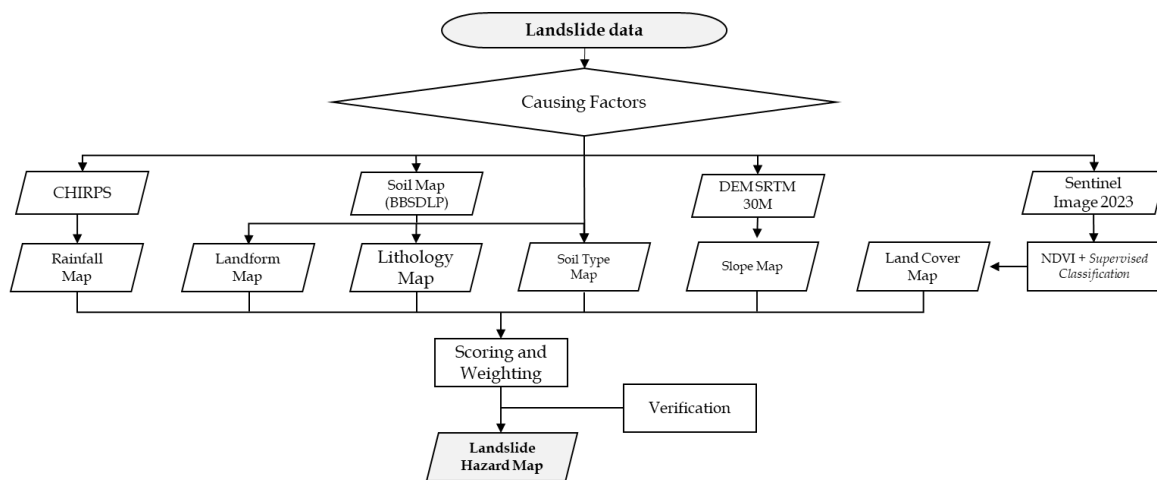 Landslide data
Causing Factors
CHIRPS
Soil Map
(BBSDLP)
DEM SRTM
30M
Sentinel
Image 2023
Rainfall
Map
Landform
Map
Lithology
Map
Soil Type
Map
Slope Map
Land Cover
Map
NDVI + Supervised
Classification
Scoring and
Weighting
Verification
Landslide
Hazard Map